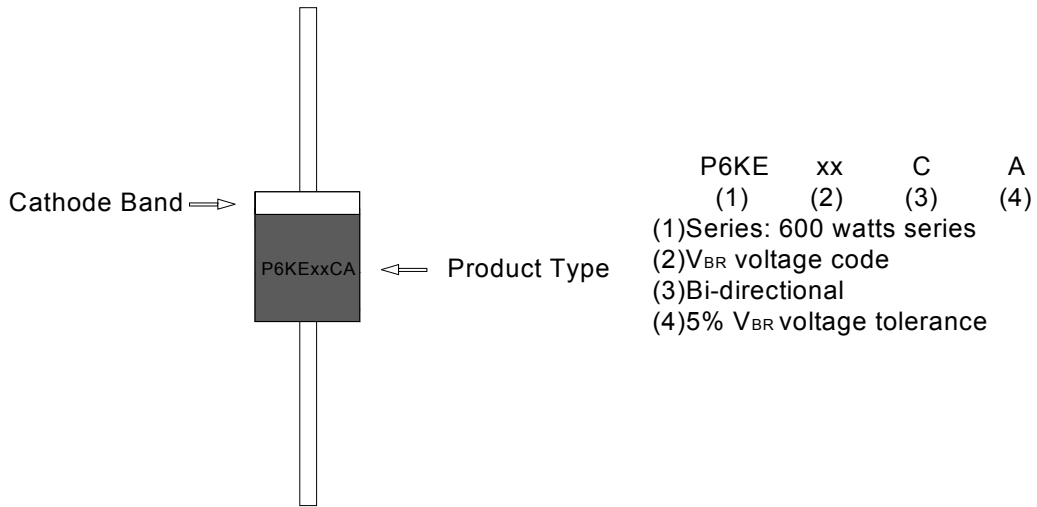 Cathode Band
P6KExxCA
Product Type
P6KE xx C A
(1) (2) (3) (4)
(1)Series: 600 watts series
(2)VBR voltage code
(3)Bi-directional
(4)5% VBR voltage tolerance